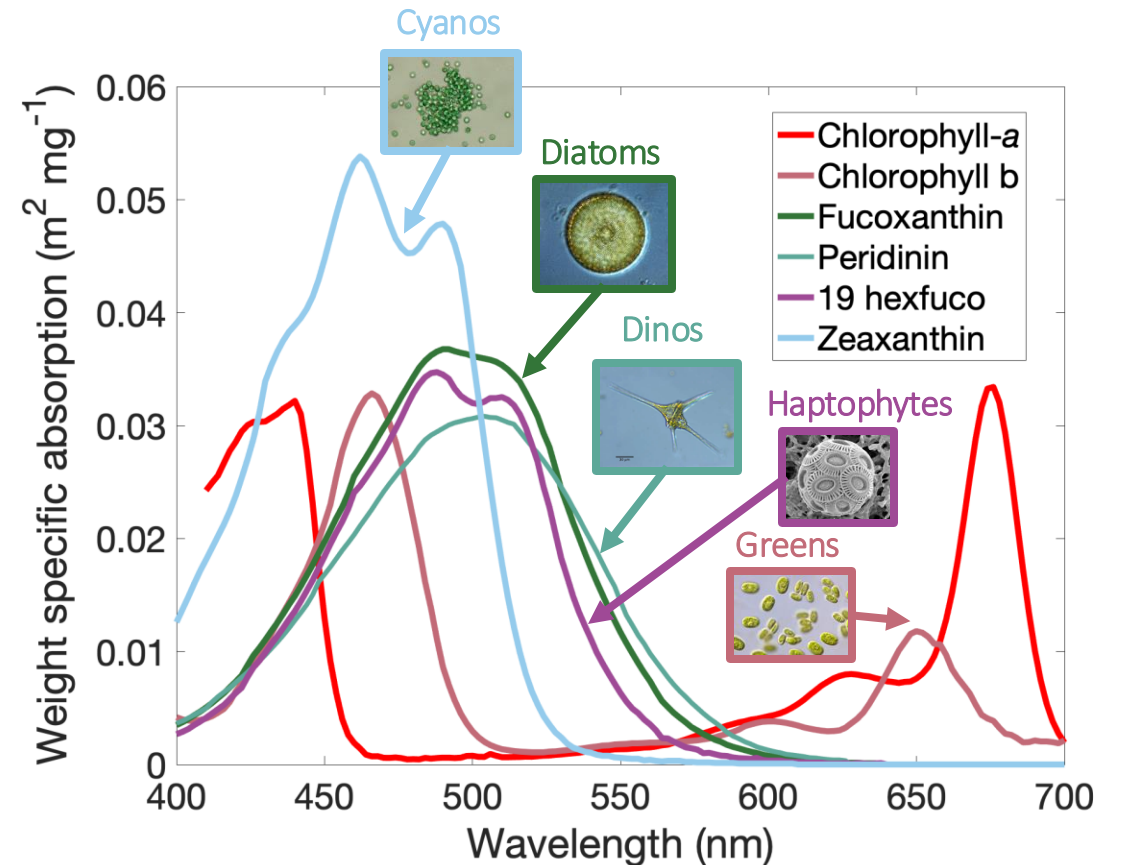 Cyanos
Diatoms
Dinos
Haptophytes
Greens
Chlorophyll-a
Chlorophyll b
Fucoxanthin
Peridinin
19 hexfuco
Zeaxanthin
Weight specific absorption (m² mg⁻¹)
0.06
0.05
0.04
0.03
0.02
0.01
0
400 450 500 550 600 650 700
Wavelength (nm)